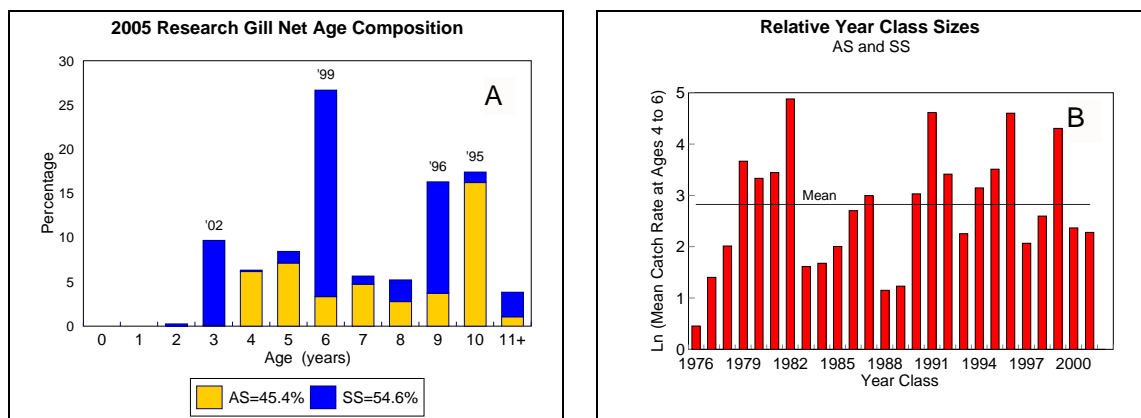 2005 Research Gill Net Age Composition
A
Percentage
30
25
20
15
10
5
0
'02
'99
'96
'95
0 1 2 3 4 5 6 7 8 9 10 11+
Age (years)
AS=45.4% SS=54.6%
Relative Year Class Sizes
AS and SS
B
Ln (Mean Catch Rate at Ages 4 to 6)
5
4
3
2
1
0
Mean
1976 1979 1982 1985 1988 1991 1994 1997 2000
Year Class